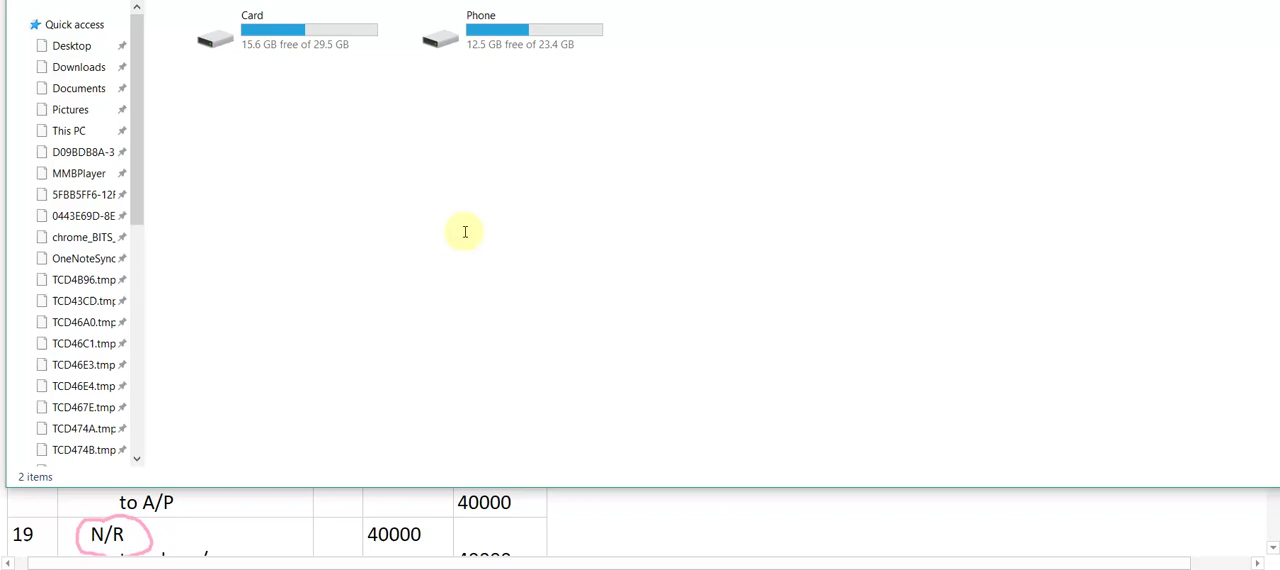 Quick access
Desktop
Downloads
Documents
Pictures
This PC
D09BDB8A-3
MMBPlayer
5FBB5FF6-12F
0443E69D-8E
chrome_BITS_
OneNoteSync
TCD4B96.tmp
TCD43CD.tmp
TCD46A0.tmp
TCD46C1.tmp
TCD46E3.tmp
TCD46E4.tmp
TCD467E.tmp
TCD474A.tmp
TCD474B.tmp
Card
15.6 GB free of 29.5 GB
Phone
12.5 GB free of 23.4 GB
2 items
to A/P 40000
19 N/R 40000
40000